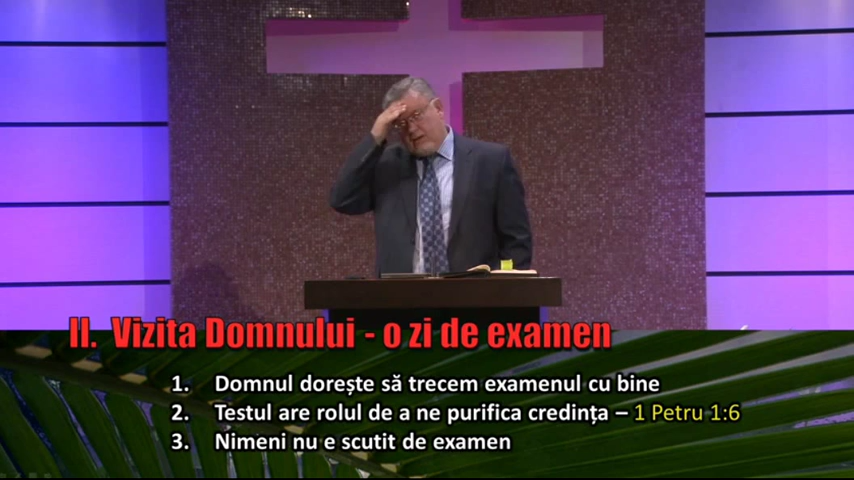 II. Vizita Domnului - o zi de examen
1. Domnul dorește să trecem examenul cu bine
2. Testul are rolul de a ne purifica credința – 1 Petru 1:6
3. Nimeni nu e scutit de examen